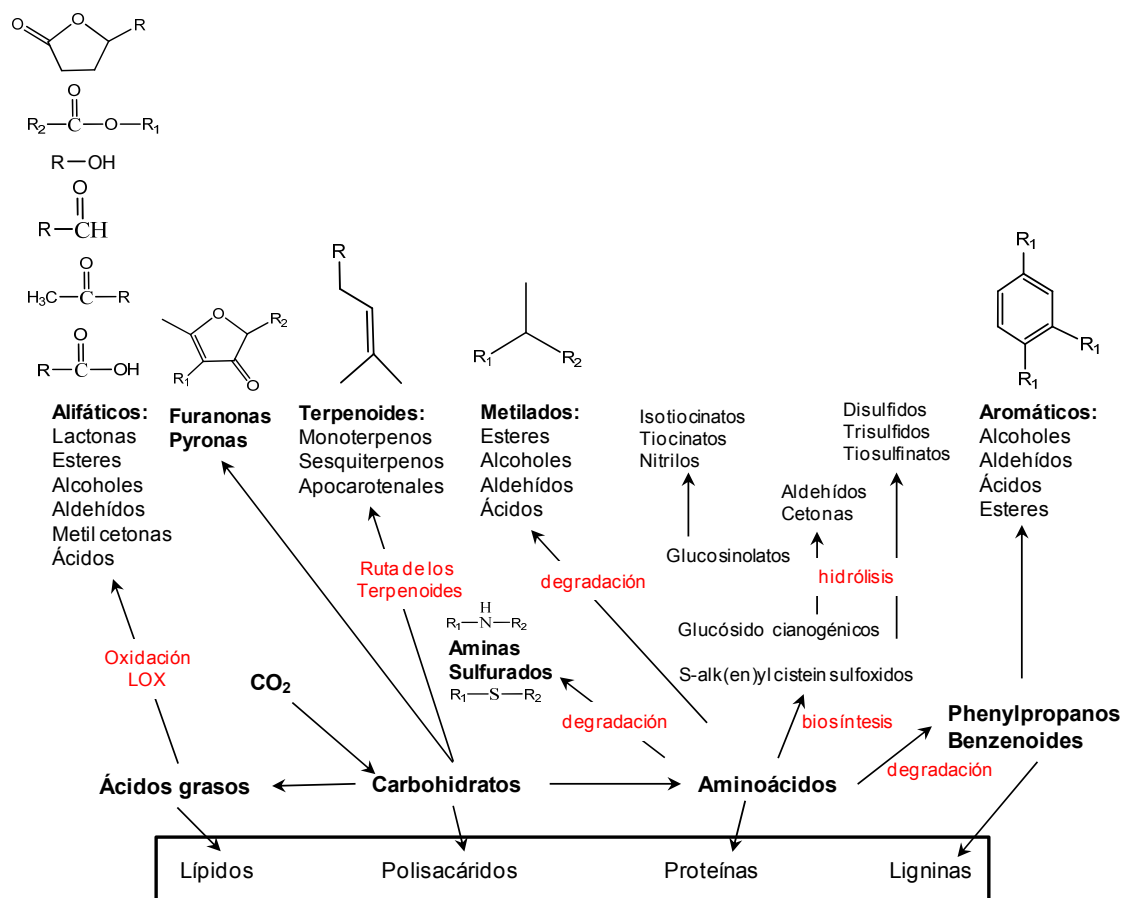 O
O
R
O
R₂—C—O—R₁
R—OH
O
R—CH
O
H₃C—C—R
O
R—C—OH
O
R₂
R₁
O
R
R₁
R₂
R₁
R₁
R₁
Alifáticos:
Lactonas
Esteres
Alcoholes
Aldehídos
Metil cetonas
Ácidos
Furanonas
Pyronas
Terpenoides:
Monoterpenos
Sesquiterpenos
Apocarotenales
Metilados:
Esteres
Alcoholes
Aldehídos
Ácidos
Isotiocinatos
Tiocinatos
Nitrilos
Disulfidos
Trisulfidos
Tiosulfinatos
Aromáticos:
Alcoholes
Aldehídos
Ácidos
Esteres
Aldehídos
Cetonas
Glucosinolatos
Ruta de los
Terpenoides
degradación
hidrólisis
H
R₁—N—R₂
Aminas
Sulfurados
R₁—S—R₂
Glucósido cianogénicos
S-alk(en)yl cistein sulfoxidos
Oxidación
LOX
CO₂
degradación
biosíntesis
Phenylpropanos
Benzenoides
degradación
Ácidos grasos
Carbohidratos
Aminoácidos
Lípidos
Polisacáridos
Proteínas
Ligninas